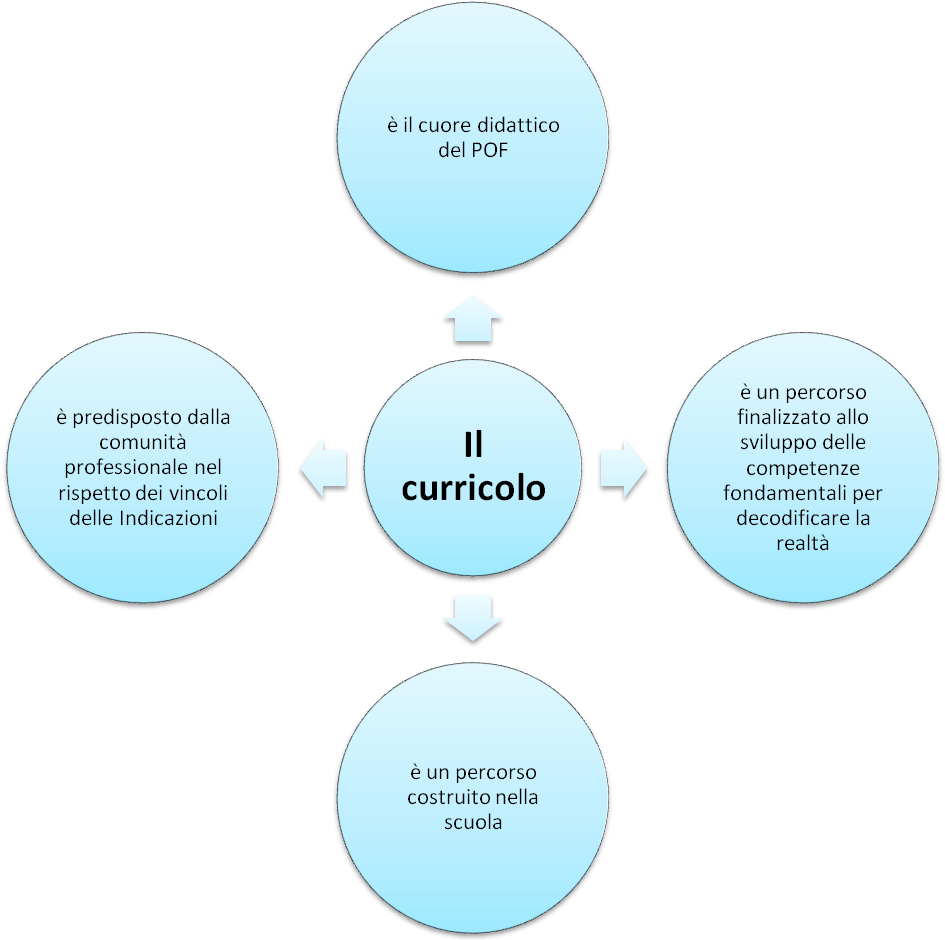 è il cuore didattico
del POF
è predisposto dalla
comunità
professionale nel
rispetto dei vincoli
delle Indicazioni
Il
curricolo
è un percorso
finalizzato allo
sviluppo delle
competenze
fondamentali per
decodificare la
realtà
è un percorso
costruito nella
scuola